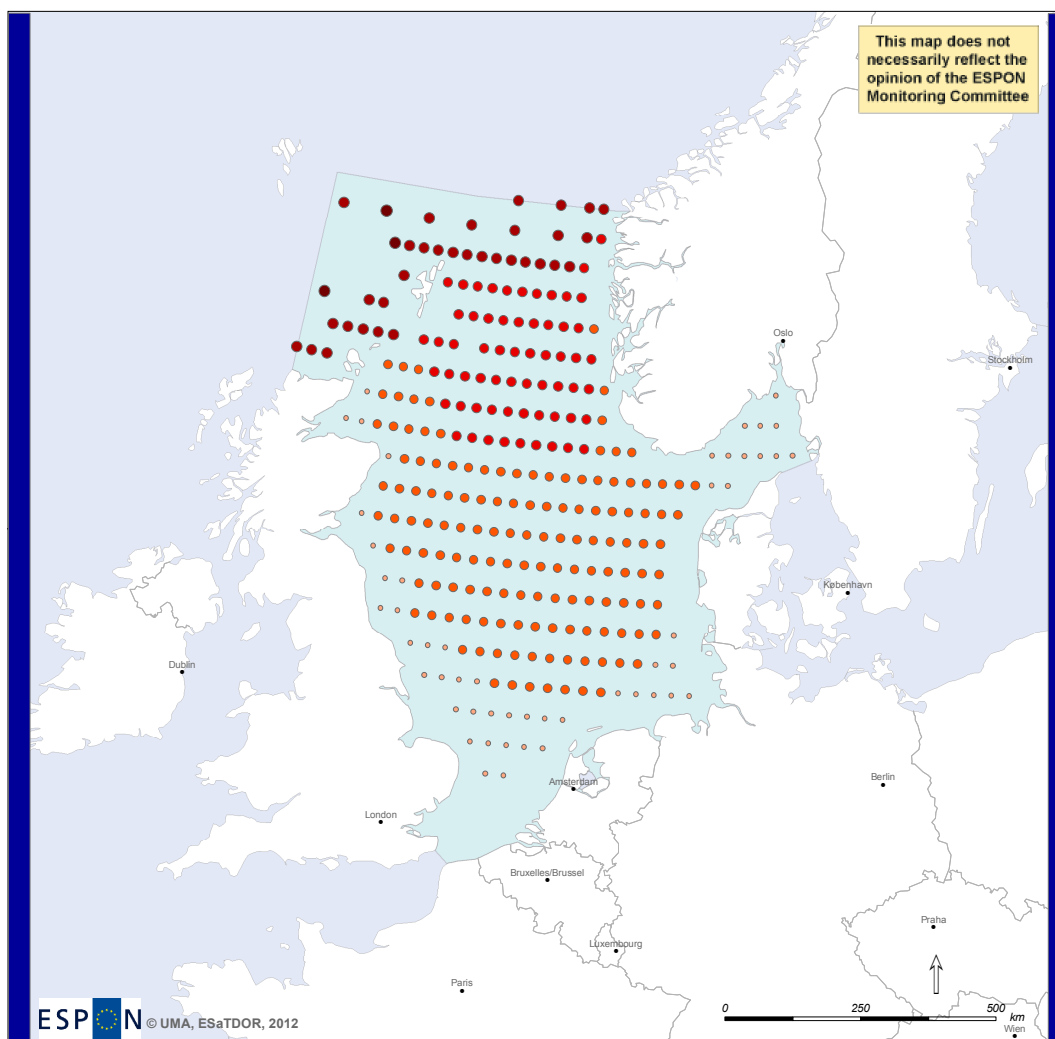 This map does not
necessarily reflect the
opinion of the ESPON
Monitoring Committee
Oslo
Stockholm
København
Dublin
Berlin
Amsterdam
London
Bruxelles/Brussel
Praha
Luxembourg
Paris
0 250 500
km
ESPON © UMA, ESaTDOR, 2012
Wien